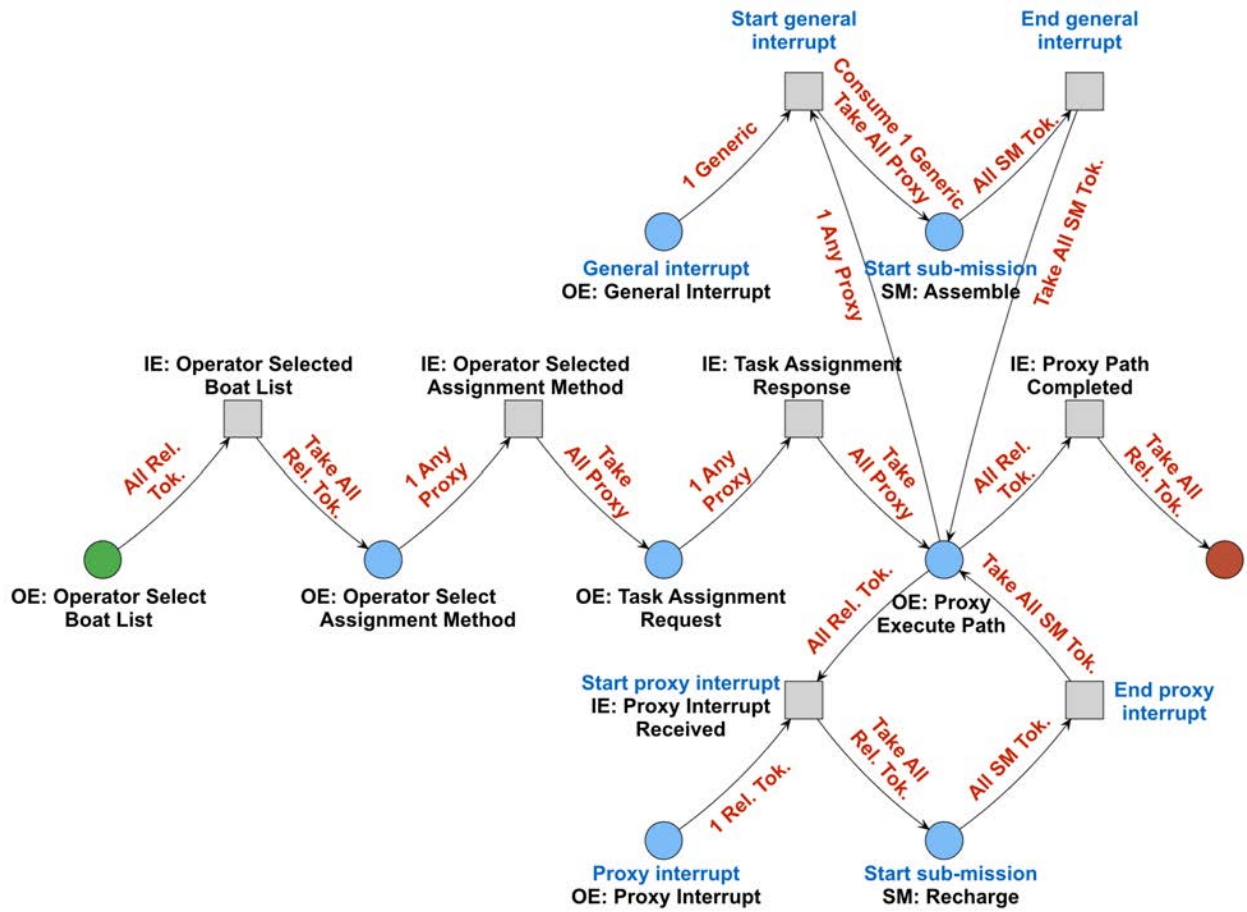 Start general
interrupt
End general
interrupt
1 Generic
Consume 1 Generic
Take All Proxy
All SM Tok.
Take All SM Tok.
1 Any Proxy
General interrupt
OE: General Interrupt
Start sub-mission
SM: Assemble
IE: Operator Selected
Boat List
IE: Operator Selected
Assignment Method
IE: Task Assignment
Response
IE: Proxy Path
Completed
All Rel.
Tok.
Take All
Rel. Tok.
1 Any
Proxy
Take
All Proxy
1 Any
Proxy
Take
All Proxy
All Rel.
Tok.
Take All
Rel. Tok.
OE: Operator Select
Boat List
OE: Operator Select
Assignment Method
OE: Task Assignment
Request
OE: Proxy
Execute Path
All Rel. Tok.
Take All SM Tok.
Start proxy interrupt
IE: Proxy Interrupt
Received
End proxy
interrupt
1 Rel. Tok.
Take All
Rel. Tok.
All SM Tok.
Proxy interrupt
OE: Proxy Interrupt
Start sub-mission
SM: Recharge